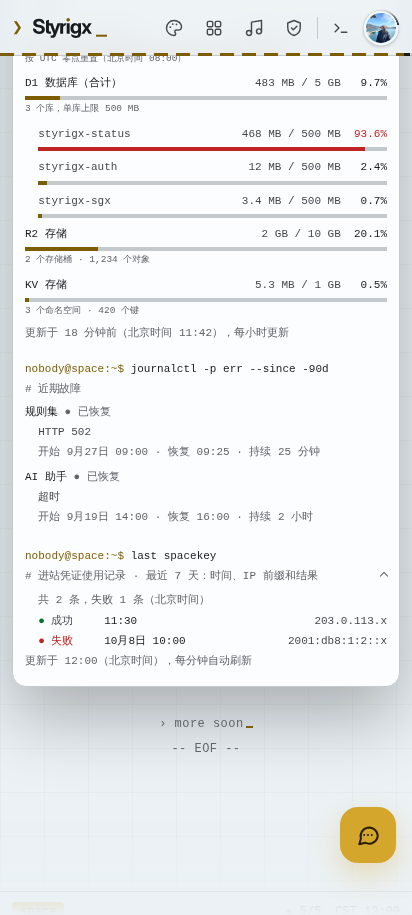 ❯ Styrigx_
按 UTC 零点重置（北京时间 08:00）
D1 数据库（合计） 483 MB / 5 GB 9.7%
3 个库，单库上限 500 MB
styrigx-status 468 MB / 500 MB 93.6%
styrigx-auth 12 MB / 500 MB 2.4%
styrigx-sgx 3.4 MB / 500 MB 0.7%
R2 存储 2 GB / 10 GB 20.1%
2 个存储桶 · 1,234 个对象
KV 存储 5.3 MB / 1 GB 0.5%
3 个命名空间 · 420 个键
更新于 18 分钟前（北京时间 11:42），每小时更新
nobody@space:~$ journalctl -p err --since -90d
# 近期故障
规则集 ● 已恢复
HTTP 502
开始 9月27日 09:00 · 恢复 09:25 · 持续 25 分钟
AI 助手 ● 已恢复
超时
开始 9月19日 14:00 · 恢复 16:00 · 持续 2 小时
nobody@space:~$ last spacekey
# 进站凭证使用记录 · 最近 7 天：时间、IP 前缀和结果
共 2 条，失败 1 条（北京时间）
● 成功 11:30 203.0.113.x
● 失败 10月8日 10:00 2001:db8:1:2::x
更新于 12:00（北京时间），每分钟自动刷新
› more soon_
-- EOF --